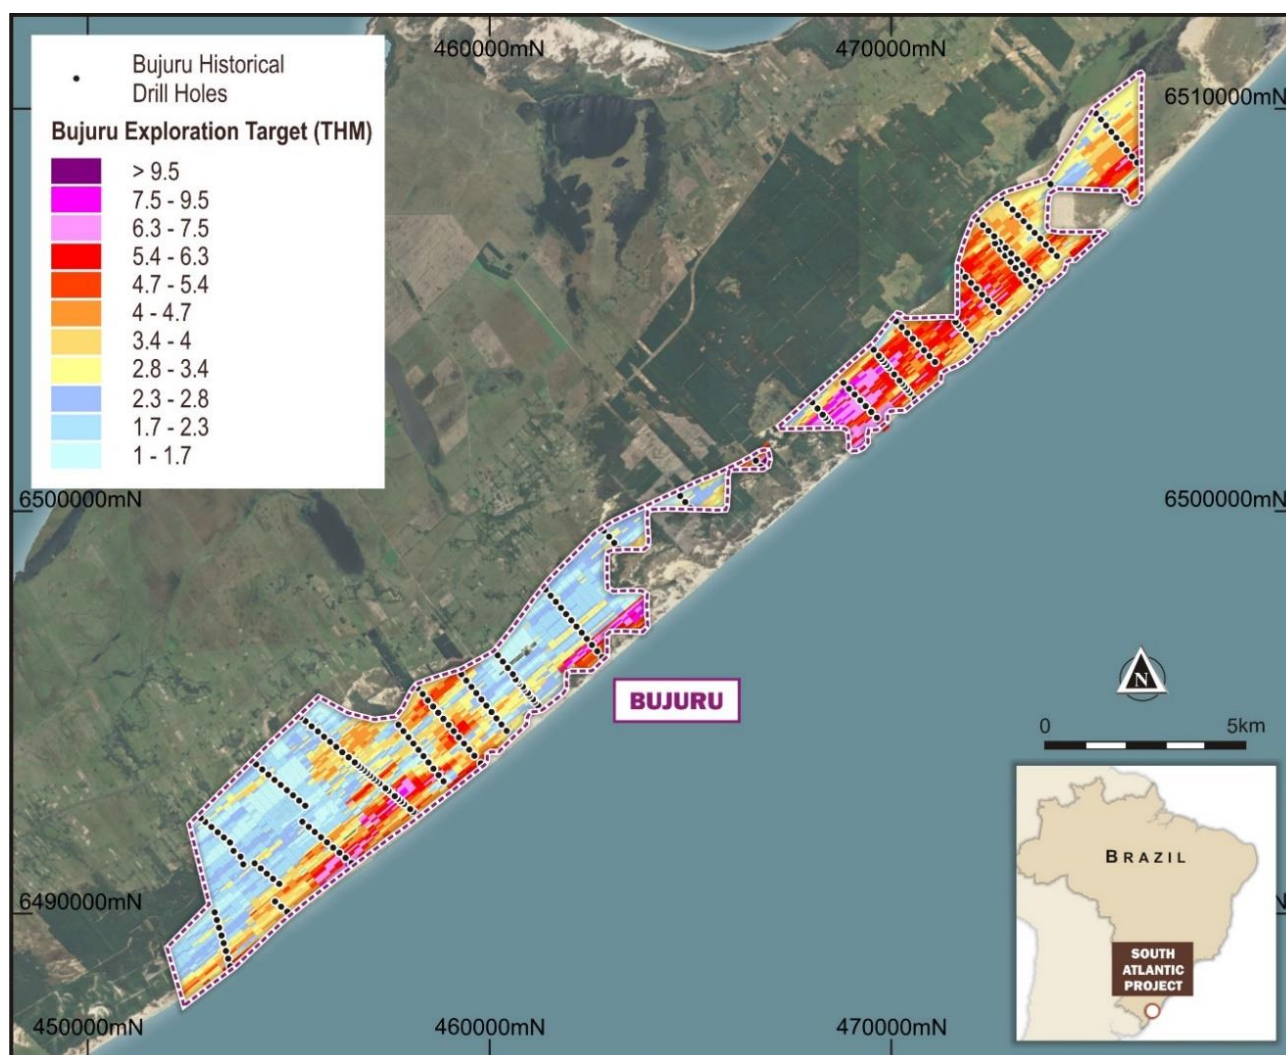 460000mN
470000mN
Bujuru Historical
Drill Holes
Bujuru Exploration Target (THM)
> 9.5
7.5 - 9.5
6.3 - 7.5
5.4 - 6.3
4.7 - 5.4
4 - 4.7
3.4 - 4
2.8 - 3.4
2.3 - 2.8
1.7 - 2.3
1 - 1.7
6510000mN
6500000mN
6500000mN
BUJURU
N
0
5km
6490000mN
N
BRAZIL
SOUTH
ATLANTIC
PROJECT
450000mN
460000mN
470000mN